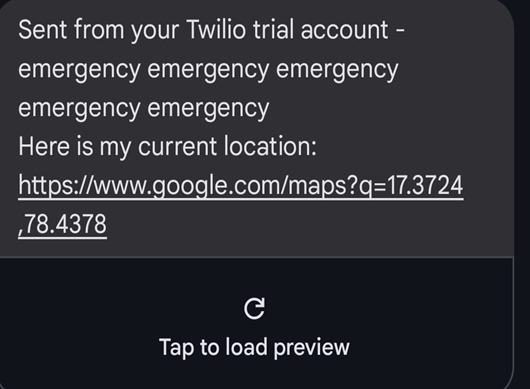 Sent from your Twilio trial account -
emergency emergency emergency
emergency emergency
Here is my current location:
https://www.google.com/maps?q=17.3724
,78.4378
Tap to load preview